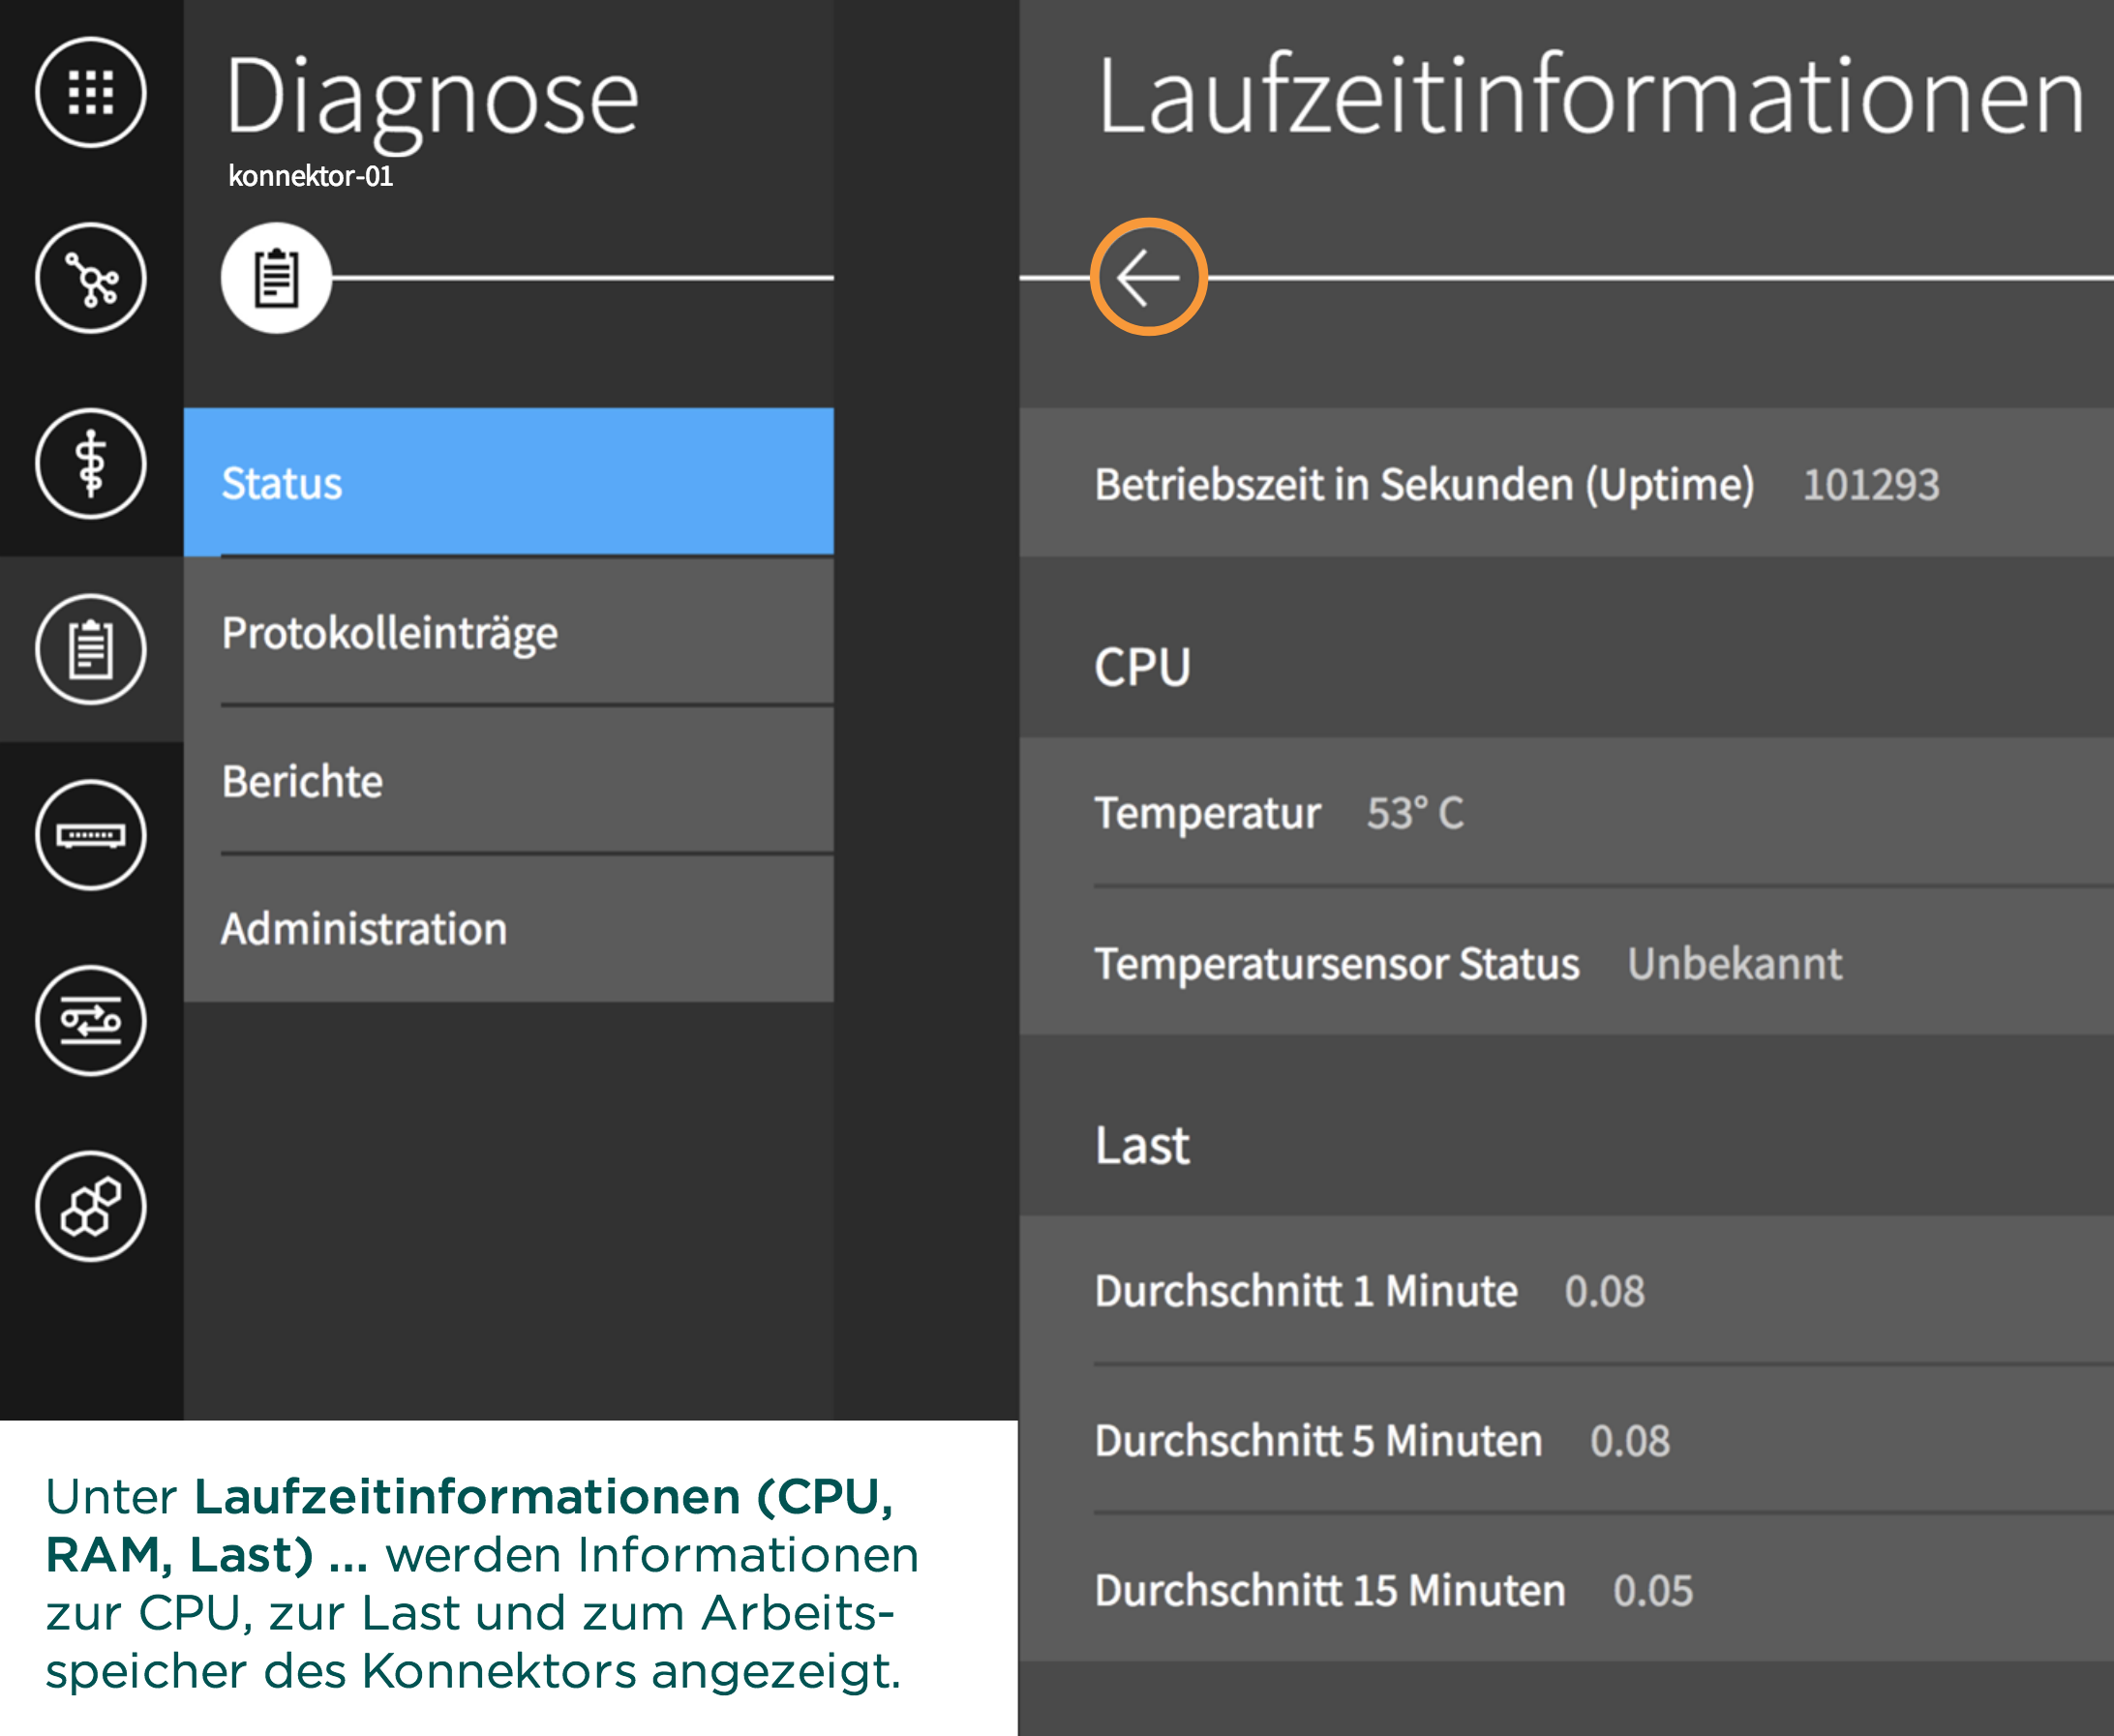 Diagnose
konnektor-01
Status
Protokolleinträge
Berichte
Administration
Laufzeitinformationen
Betriebszeit in Sekunden (Uptime) 101293
CPU
Temperatur 53° C
Temperatursensor Status Unbekannt
Last
Durchschnitt 1 Minute 0.08
Durchschnitt 5 Minuten 0.08
Durchschnitt 15 Minuten 0.05
Unter Laufzeitinformationen (CPU,
RAM, Last) ... werden Informationen
zur CPU, zur Last und zum Arbeits-
speicher des Konnektors angezeigt.